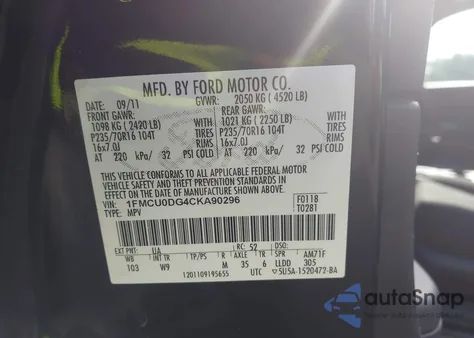 MFD. BY FORD MOTOR CO.
DATE: 09/11 GVWR: 2050 KG (4520 LB)
FRONT GAWR: REAR GAWR:
1098 KG (2420 LB) 1021 KG (2250 LB)
P235/70R16 104T TIRES P235/70R16 104T TIRES
16x7.0J RIMS 16x7.0J RIMS
AT 220 kPa/ 32 PSI COLD AT 220 kPa/ 32 PSI COLD
THIS VEHICLE CONFORMS TO ALL APPLICABLE FEDERAL MOTOR
VEHICLE SAFETY AND BUMPER, AND THEFT PREVENTION STANDARDS
IN EFFECT ON THE DATE OF MANUFACTURE SHOWN ABOVE.
VIN: 1FMCU0DG4CKA90296 F0118
TYPE: MPV T0281
EXT PNT: UA RC: 52 DSO:
WB INT TR TP/PS R AXLE TR SPR AM71F
103 W9 M 35 6 LLDD 305
1201109195655 UTC 5U5A-1520472-BA
autoSnap